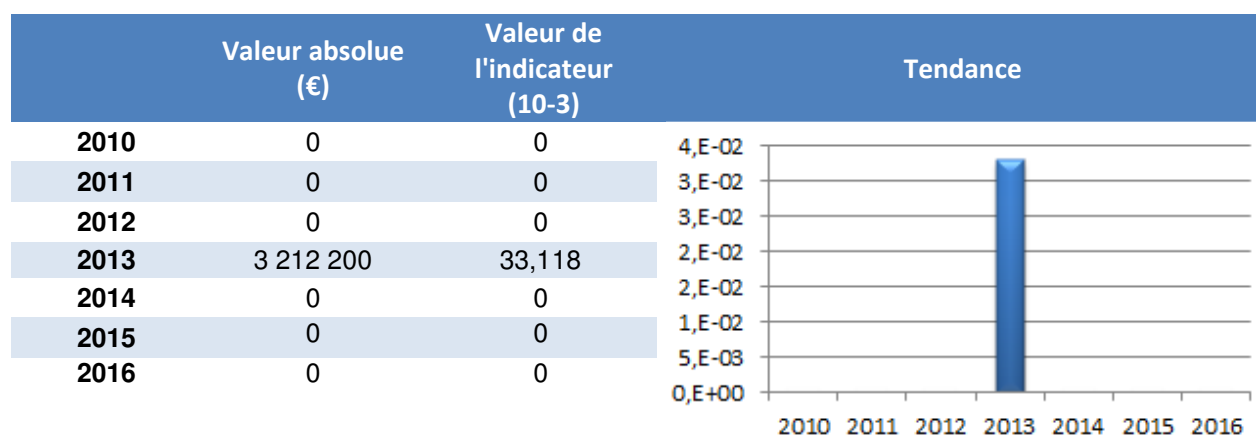 Valeur absolue
(€)
Valeur de
l'indicateur
(10-3)
Tendance
2010 0 0
2011 0 0
2012 0 0
2013 3 212 200 33,118
2014 0 0
2015 0 0
2016 0 0
4,E-02
3,E-02
3,E-02
2,E-02
2,E-02
1,E-02
5,E-03
0,E+00
2010 2011 2012 2013 2014 2015 2016